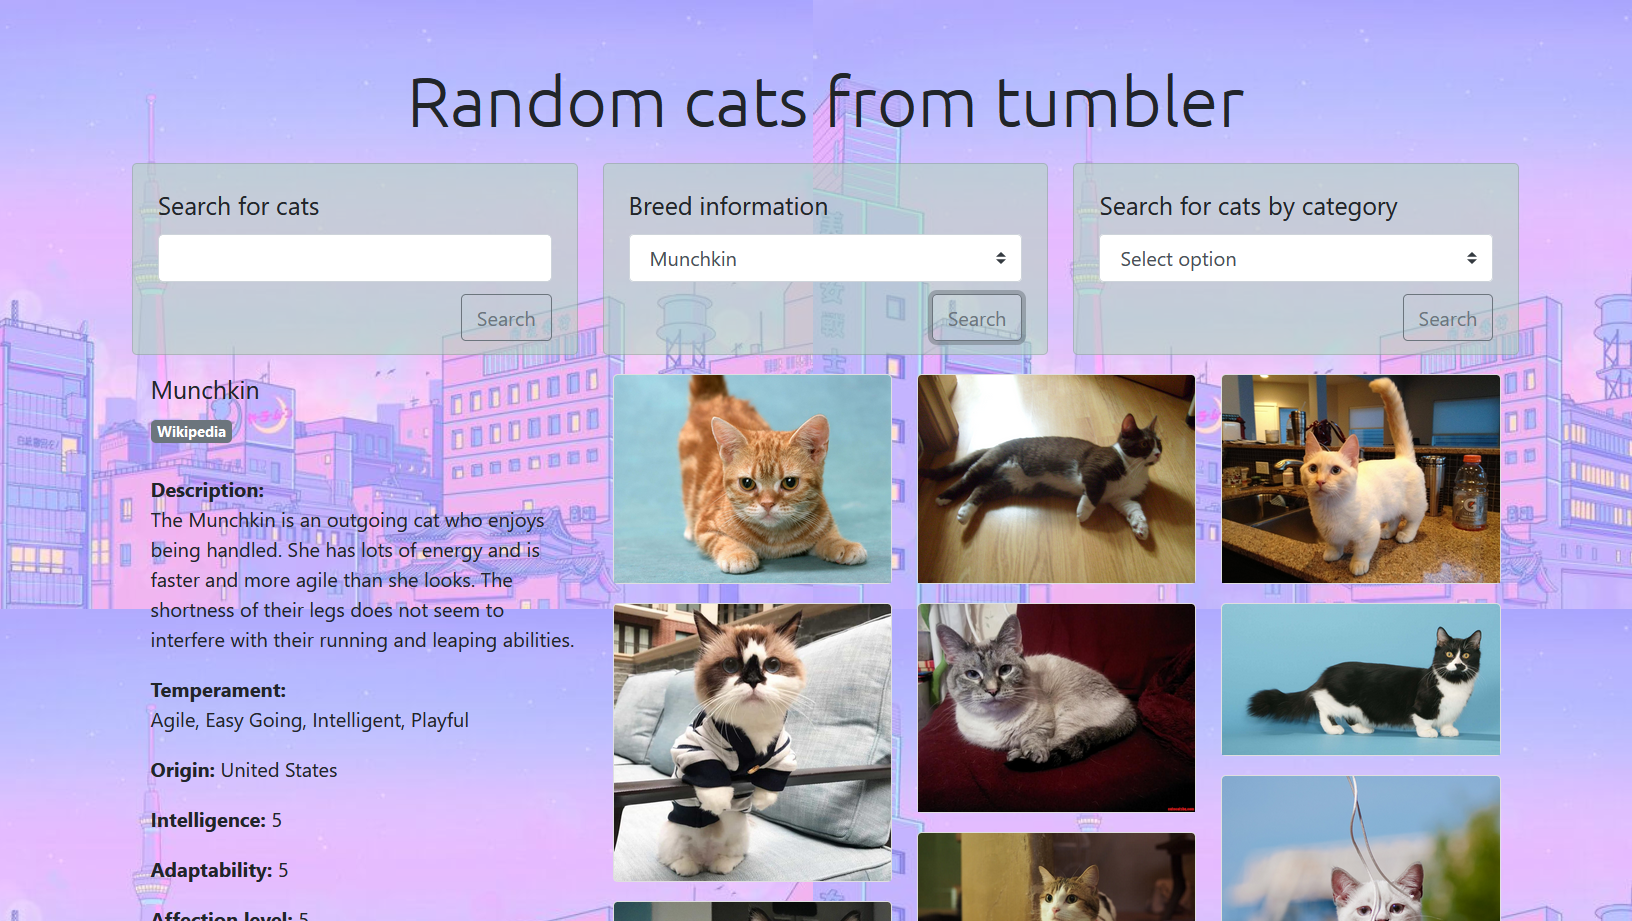 Random cats from tumbler
Search for cats
Search
Breed information
Munchkin
Search
Search for cats by category
Select option
Search
Munchkin
Wikipedia
Description:
The Munchkin is an outgoing cat who enjoys
being handled. She has lots of energy and is
faster and more agile than she looks. The
shortness of their legs does not seem to
interfere with their running and leaping abilities.
Temperament:
Agile, Easy Going, Intelligent, Playful
Origin: United States
Intelligence: 5
Adaptability: 5
Affection level: 5